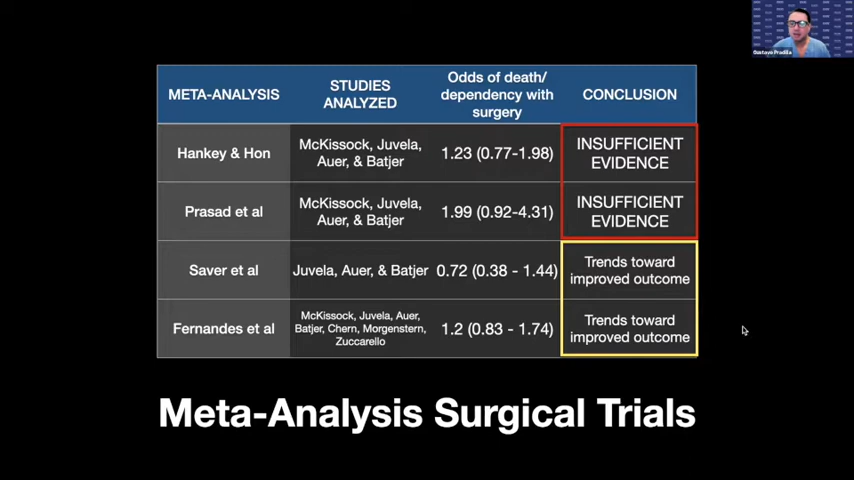 Gustavo Pradilla
META-ANALYSIS
STUDIES
ANALYZED
Odds of death/
dependency with
surgery
CONCLUSION
Hankey & Hon
McKissock, Juvela,
Auer, & Batjer
1.23 (0.77-1.98)
INSUFFICIENT
EVIDENCE
Prasad et al
McKissock, Juvela,
Auer, & Batjer
1.99 (0.92-4.31)
INSUFFICIENT
EVIDENCE
Saver et al
Juvela, Auer, & Batjer
0.72 (0.38 - 1.44)
Trends toward
improved outcome
Fernandes et al
McKissock, Juvela, Auer,
Batjer, Chern, Morgenstern,
Zuccarello
1.2 (0.83 - 1.74)
Trends toward
improved outcome
Meta-Analysis Surgical Trials